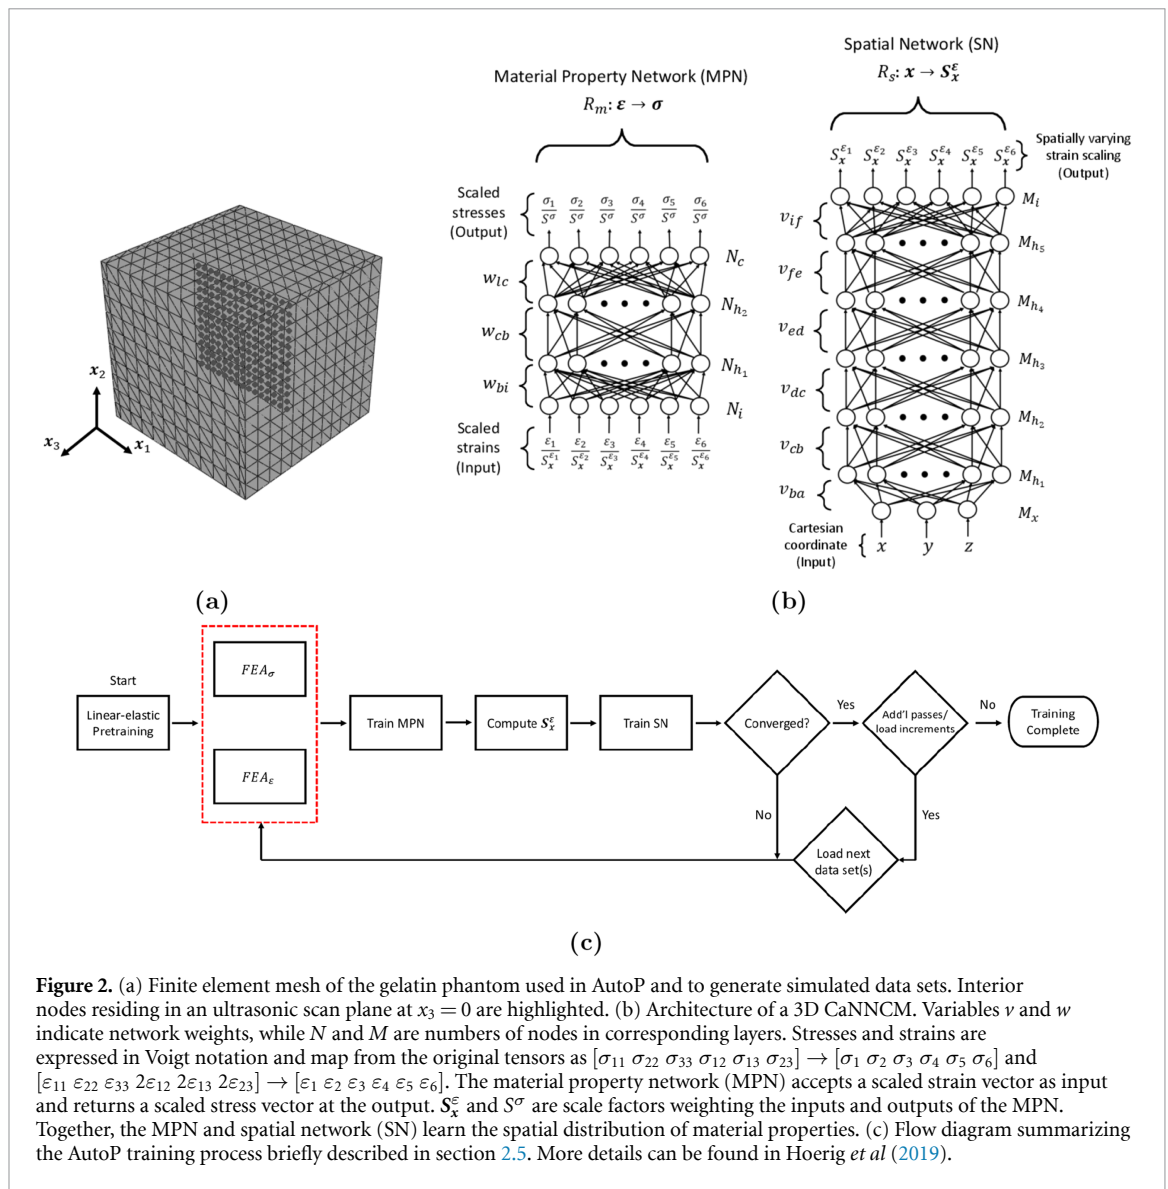 Material Property Network (MPN)
R_m: ε → σ
Spatial Network (SN)
R_s: x → S_x^ε
S_x^ε1 S_x^ε2 S_x^ε3 S_x^ε4 S_x^ε5 S_x^ε6
Spatially varying
strain scaling
(Output)
Scaled
stresses
(Output)
σ1/S^σ σ2/S^σ σ3/S^σ σ4/S^σ σ5/S^σ σ6/S^σ
N_c
w_lc
N_h2
w_cb
N_h1
w_bi
N_i
Scaled
strains
(Input)
ε1/S_x^ε1 ε2/S_x^ε2 ε3/S_x^ε3 ε4/S_x^ε4 ε5/S_x^ε5 ε6/S_x^ε6
M_i
v_if
M_h5
v_fe
M_h4
v_ed
M_h3
v_dc
M_h2
v_cb
M_h1
v_ba
M_x
Cartesian
coordinate
(Input)
x y z
x2
x3
x1
(a)
(b)
Start
Linear-elastic
Pretraining
FEA_σ
FEA_ε
Train MPN
Compute S_x^ε
Train SN
Converged?
Yes
Add'l passes/
load increments
No
Training
Complete
No
Yes
Load next
data set(s)
(c)
Figure 2. (a) Finite element mesh of the gelatin phantom used in AutoP and to generate simulated data sets. Interior
nodes residing in an ultrasonic scan plane at x3 = 0 are highlighted. (b) Architecture of a 3D CaNNCM. Variables v and w
indicate network weights, while N and M are numbers of nodes in corresponding layers. Stresses and strains are
expressed in Voigt notation and map from the original tensors as [σ11 σ22 σ33 σ12 σ13 σ23] → [σ1 σ2 σ3 σ4 σ5 σ6] and
[ε11 ε22 ε33 2ε12 2ε13 2ε23] → [ε1 ε2 ε3 ε4 ε5 ε6]. The material property network (MPN) accepts a scaled strain vector as input
and returns a scaled stress vector at the output. S_x^ε and S^σ are scale factors weighting the inputs and outputs of the MPN.
Together, the MPN and spatial network (SN) learn the spatial distribution of material properties. (c) Flow diagram summarizing
the AutoP training process briefly described in section 2.5. More details can be found in Hoerig et al (2019).